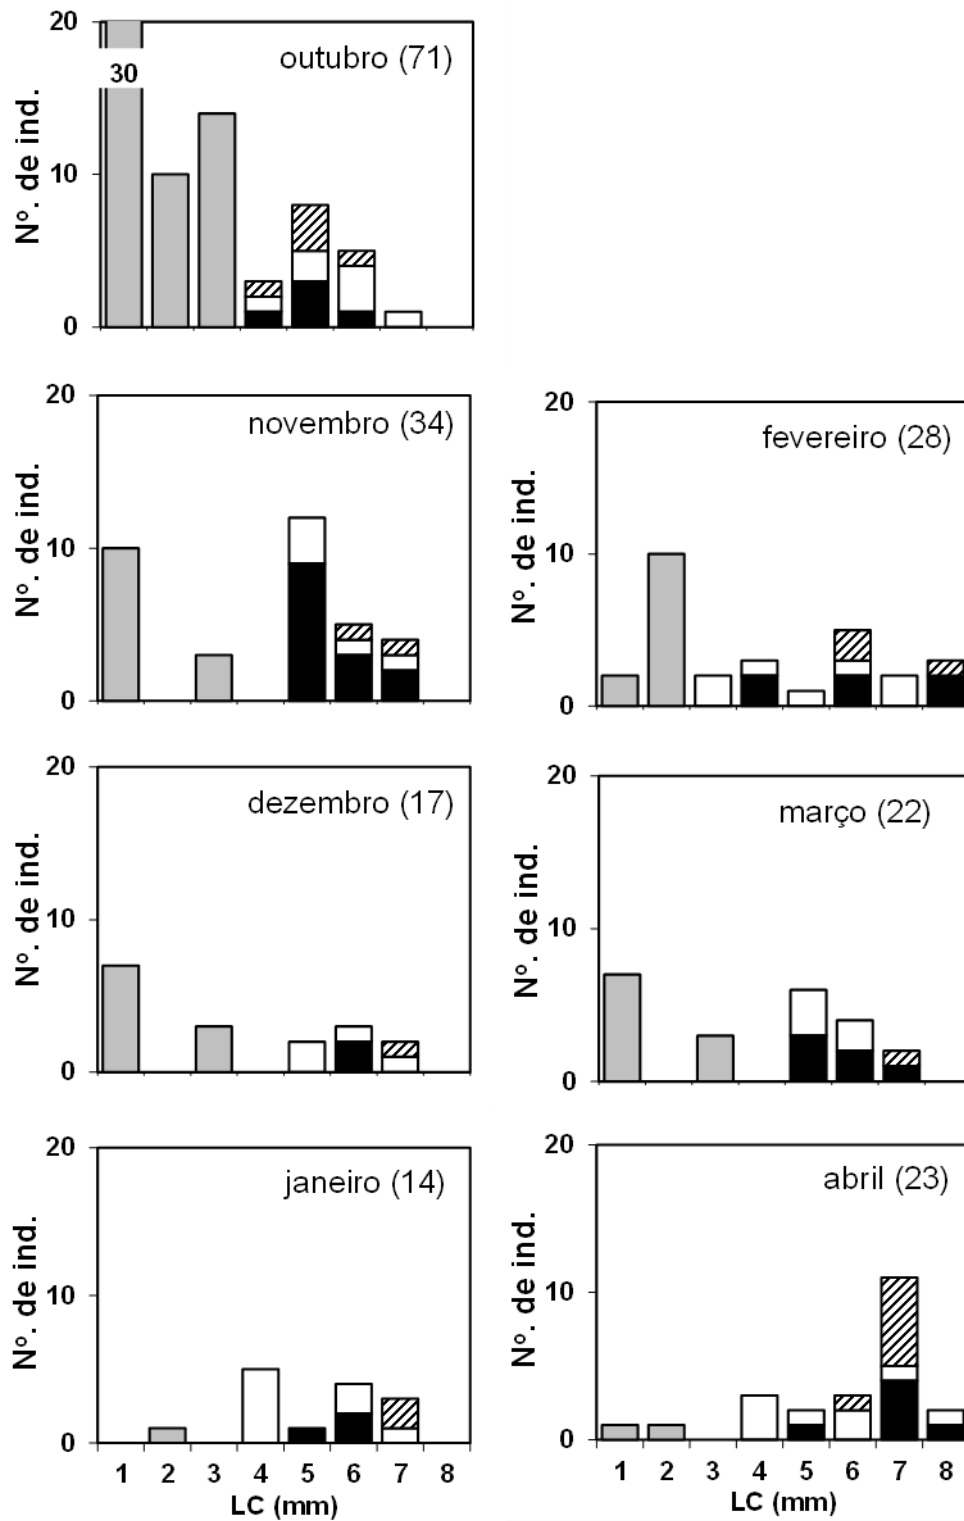 20
outubro (71)
30
Nº. de ind.
10
0
20
novembro (34)
Nº. de ind.
10
0
20
fevereiro (28)
Nº. de ind.
10
0
20
dezembro (17)
Nº. de ind.
10
0
20
março (22)
Nº. de ind.
10
0
20
janeiro (14)
Nº. de ind.
10
0
1 2 3 4 5 6 7 8
LC (mm)
20
abril (23)
Nº. de ind.
10
0
1 2 3 4 5 6 7 8
LC (mm)